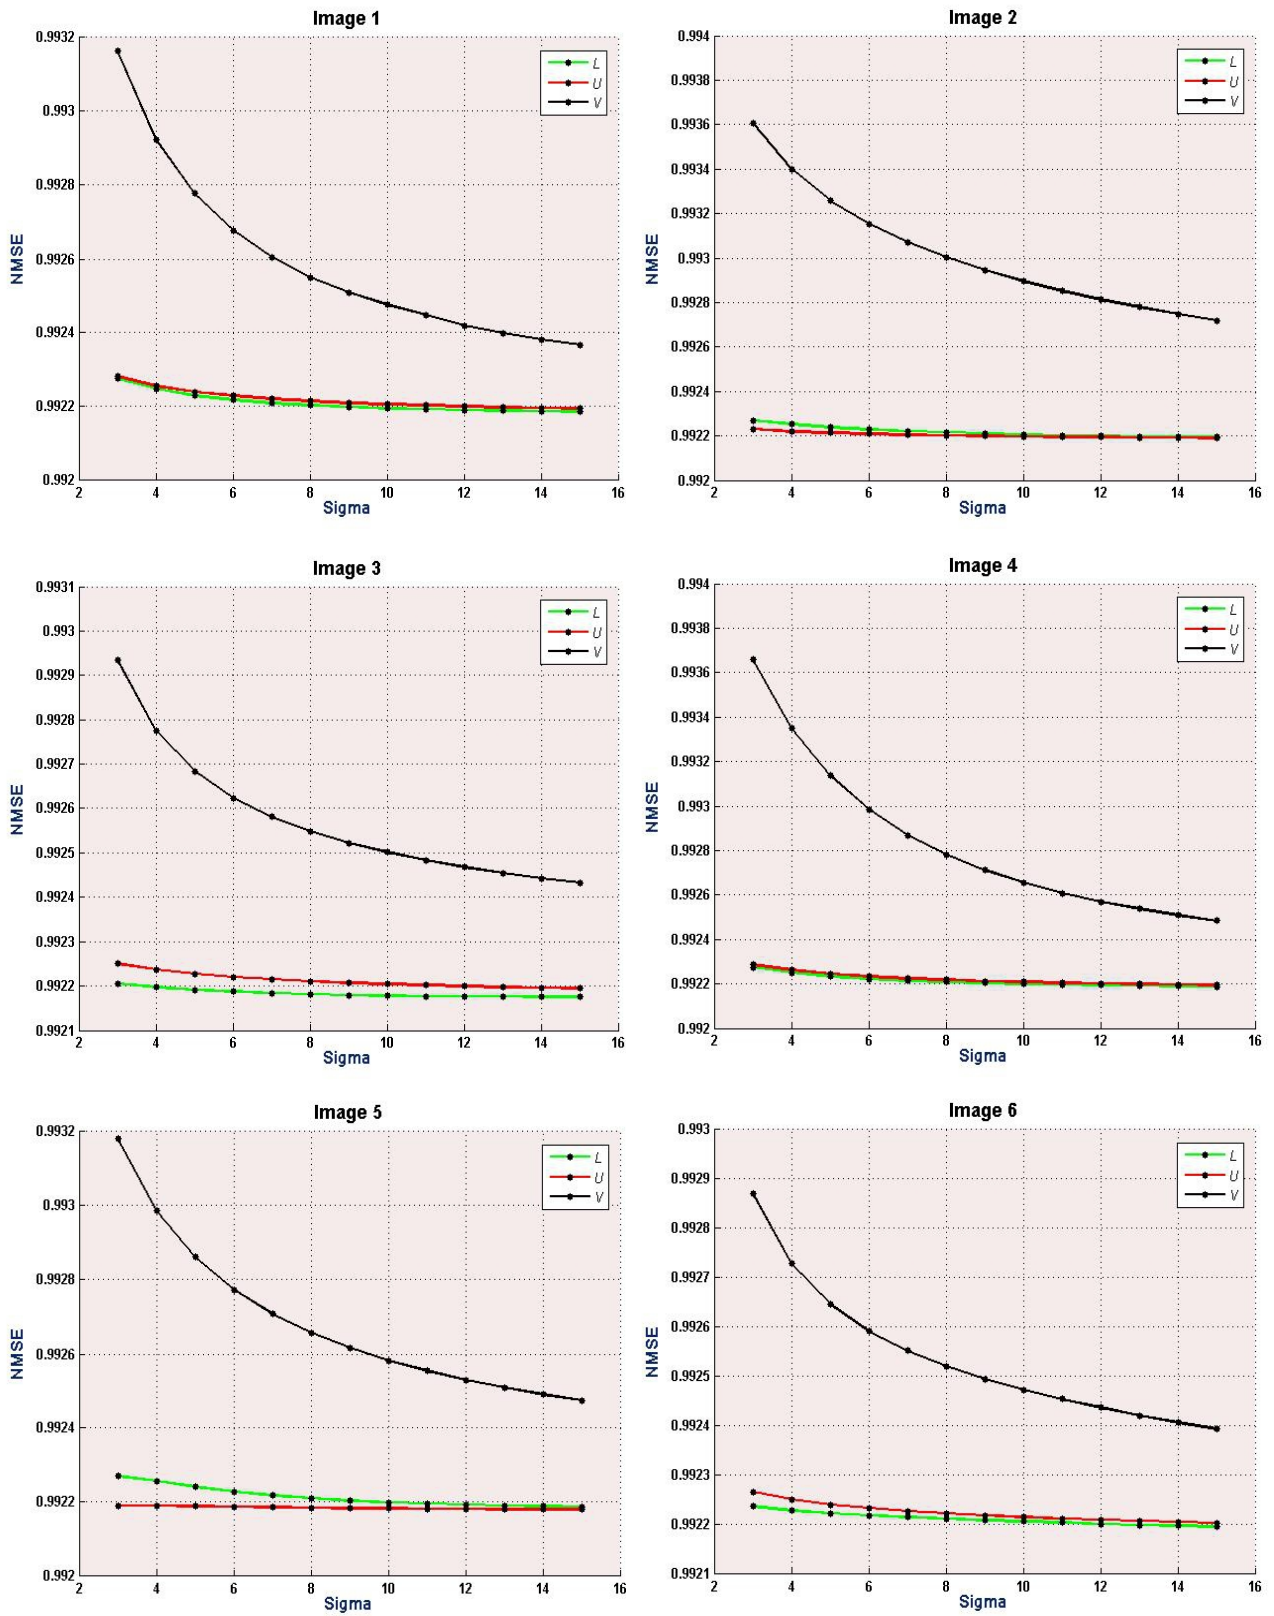 Image 1
0.9932
0.993
0.9928
0.9926
0.9924
0.9922
0.992
NMSE
L
U
V
2 4 6 8 10 12 14 16
Sigma
Image 2
0.994
0.9938
0.9936
0.9934
0.9932
0.993
0.9928
0.9926
0.9924
0.9922
0.992
NMSE
L
U
V
2 4 6 8 10 12 14 16
Sigma
Image 3
0.9931
0.993
0.9929
0.9928
0.9927
0.9926
0.9925
0.9924
0.9923
0.9922
0.9921
NMSE
L
U
V
2 4 6 8 10 12 14 16
Sigma
Image 4
0.994
0.9938
0.9936
0.9934
0.9932
0.993
0.9928
0.9926
0.9924
0.9922
0.992
NMSE
L
U
V
2 4 6 8 10 12 14 16
Sigma
Image 5
0.9932
0.993
0.9928
0.9926
0.9924
0.9922
0.992
NMSE
L
U
V
2 4 6 8 10 12 14 16
Sigma
Image 6
0.993
0.9929
0.9928
0.9927
0.9926
0.9925
0.9924
0.9923
0.9922
0.9921
NMSE
L
U
V
2 4 6 8 10 12 14 16
Sigma